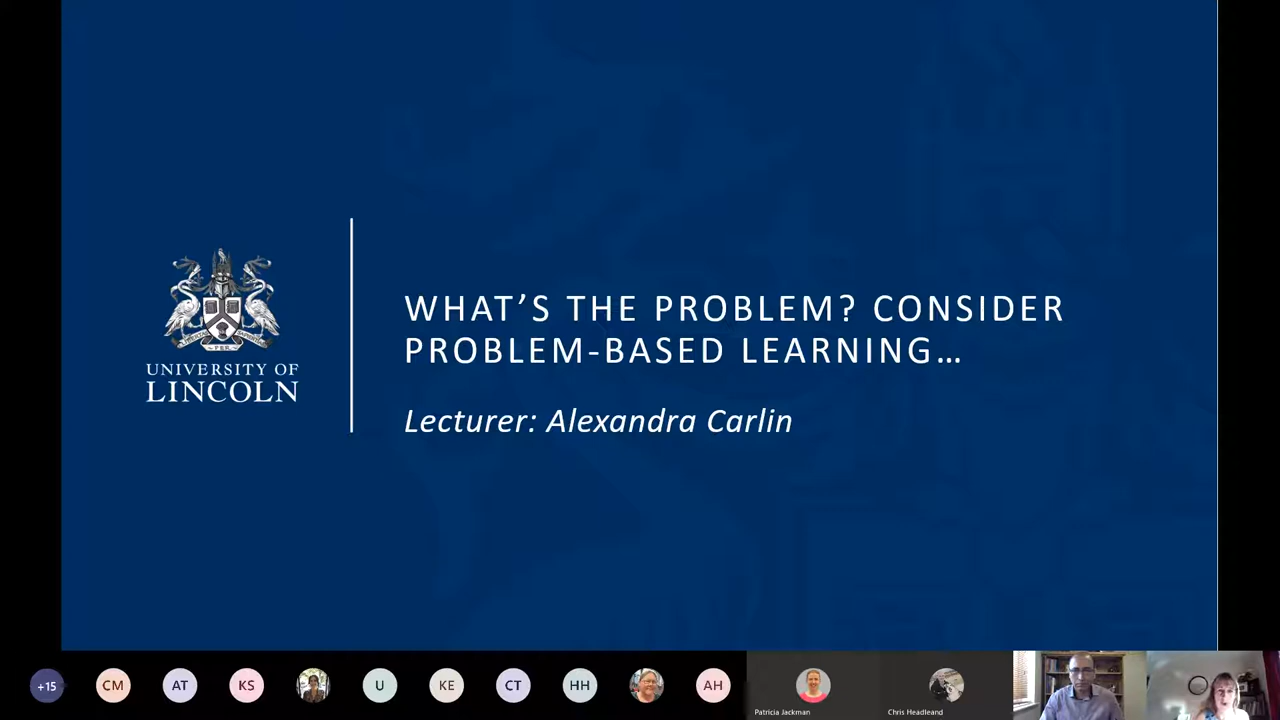 WHAT’S THE PROBLEM? CONSIDER
PROBLEM-BASED LEARNING…
Lecturer: Alexandra Carlin
PER
UNIVERSITY OF
LINCOLN
+15
CM
AT
KS
U
KE
CT
HH
AH
Patricia Jackman
Chris Headleand